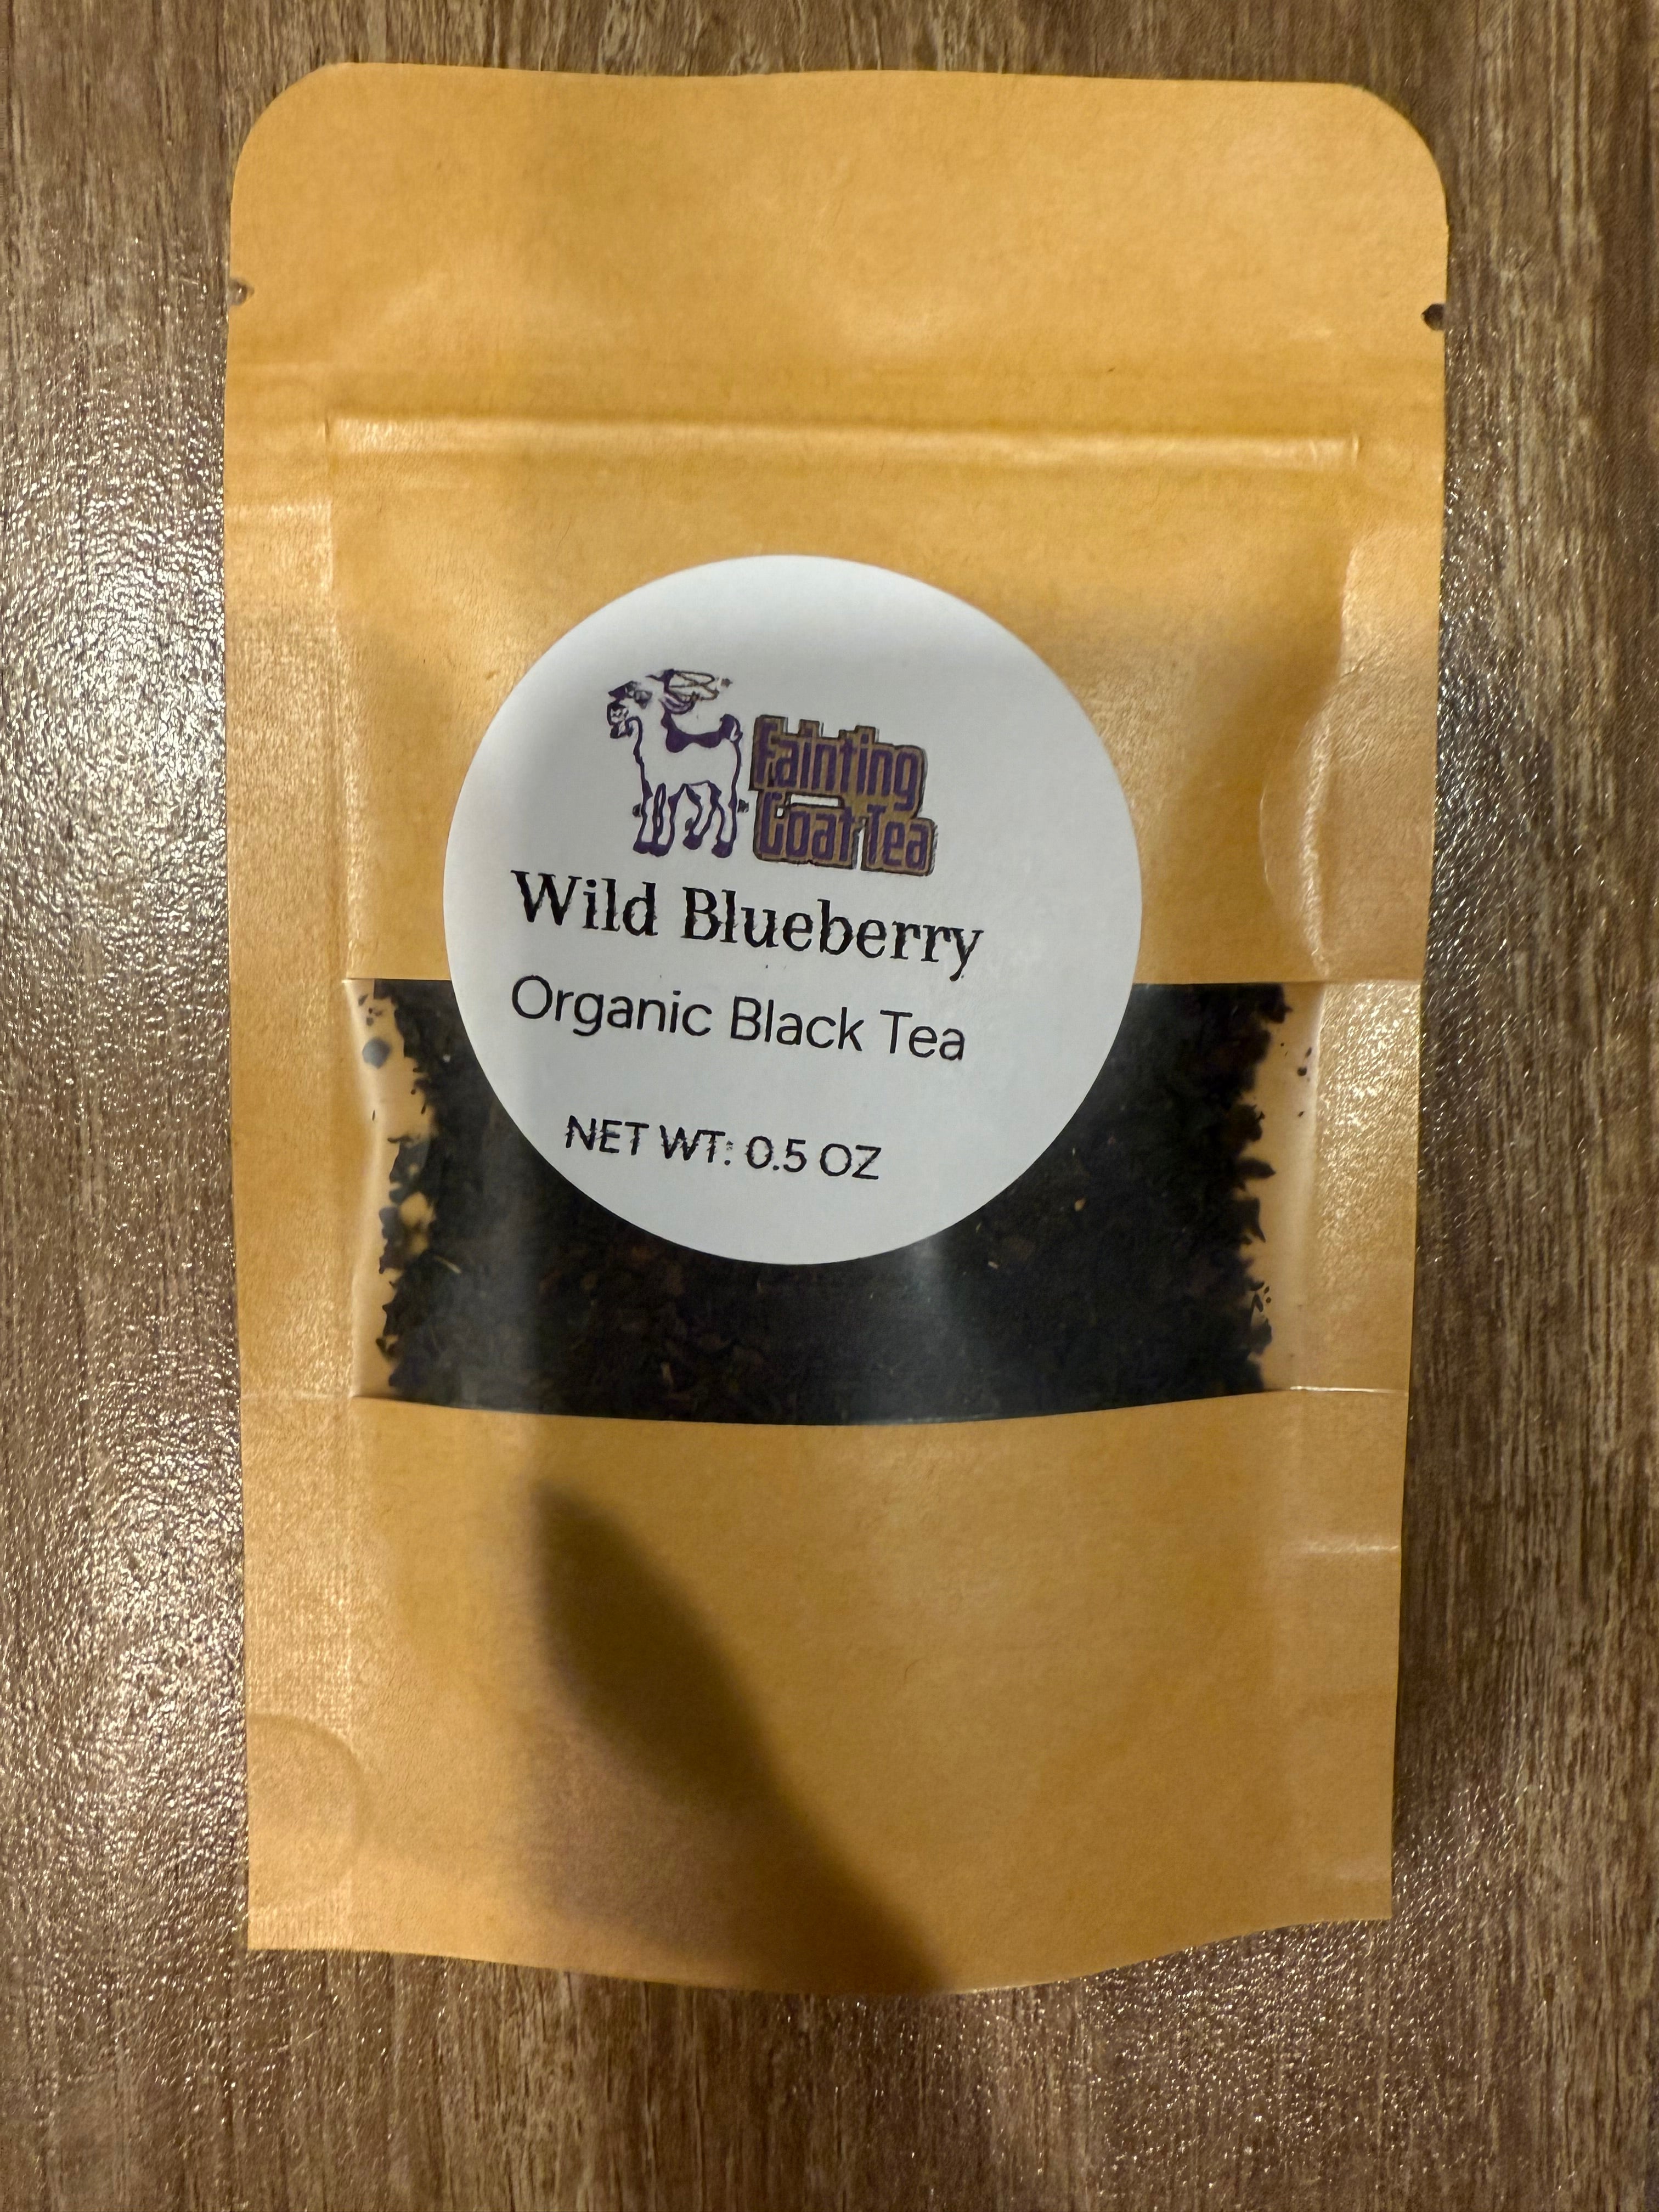 Fainting
Goat Tea
Wild Blueberry
Organic Black Tea
NET WT: 0.5 OZ